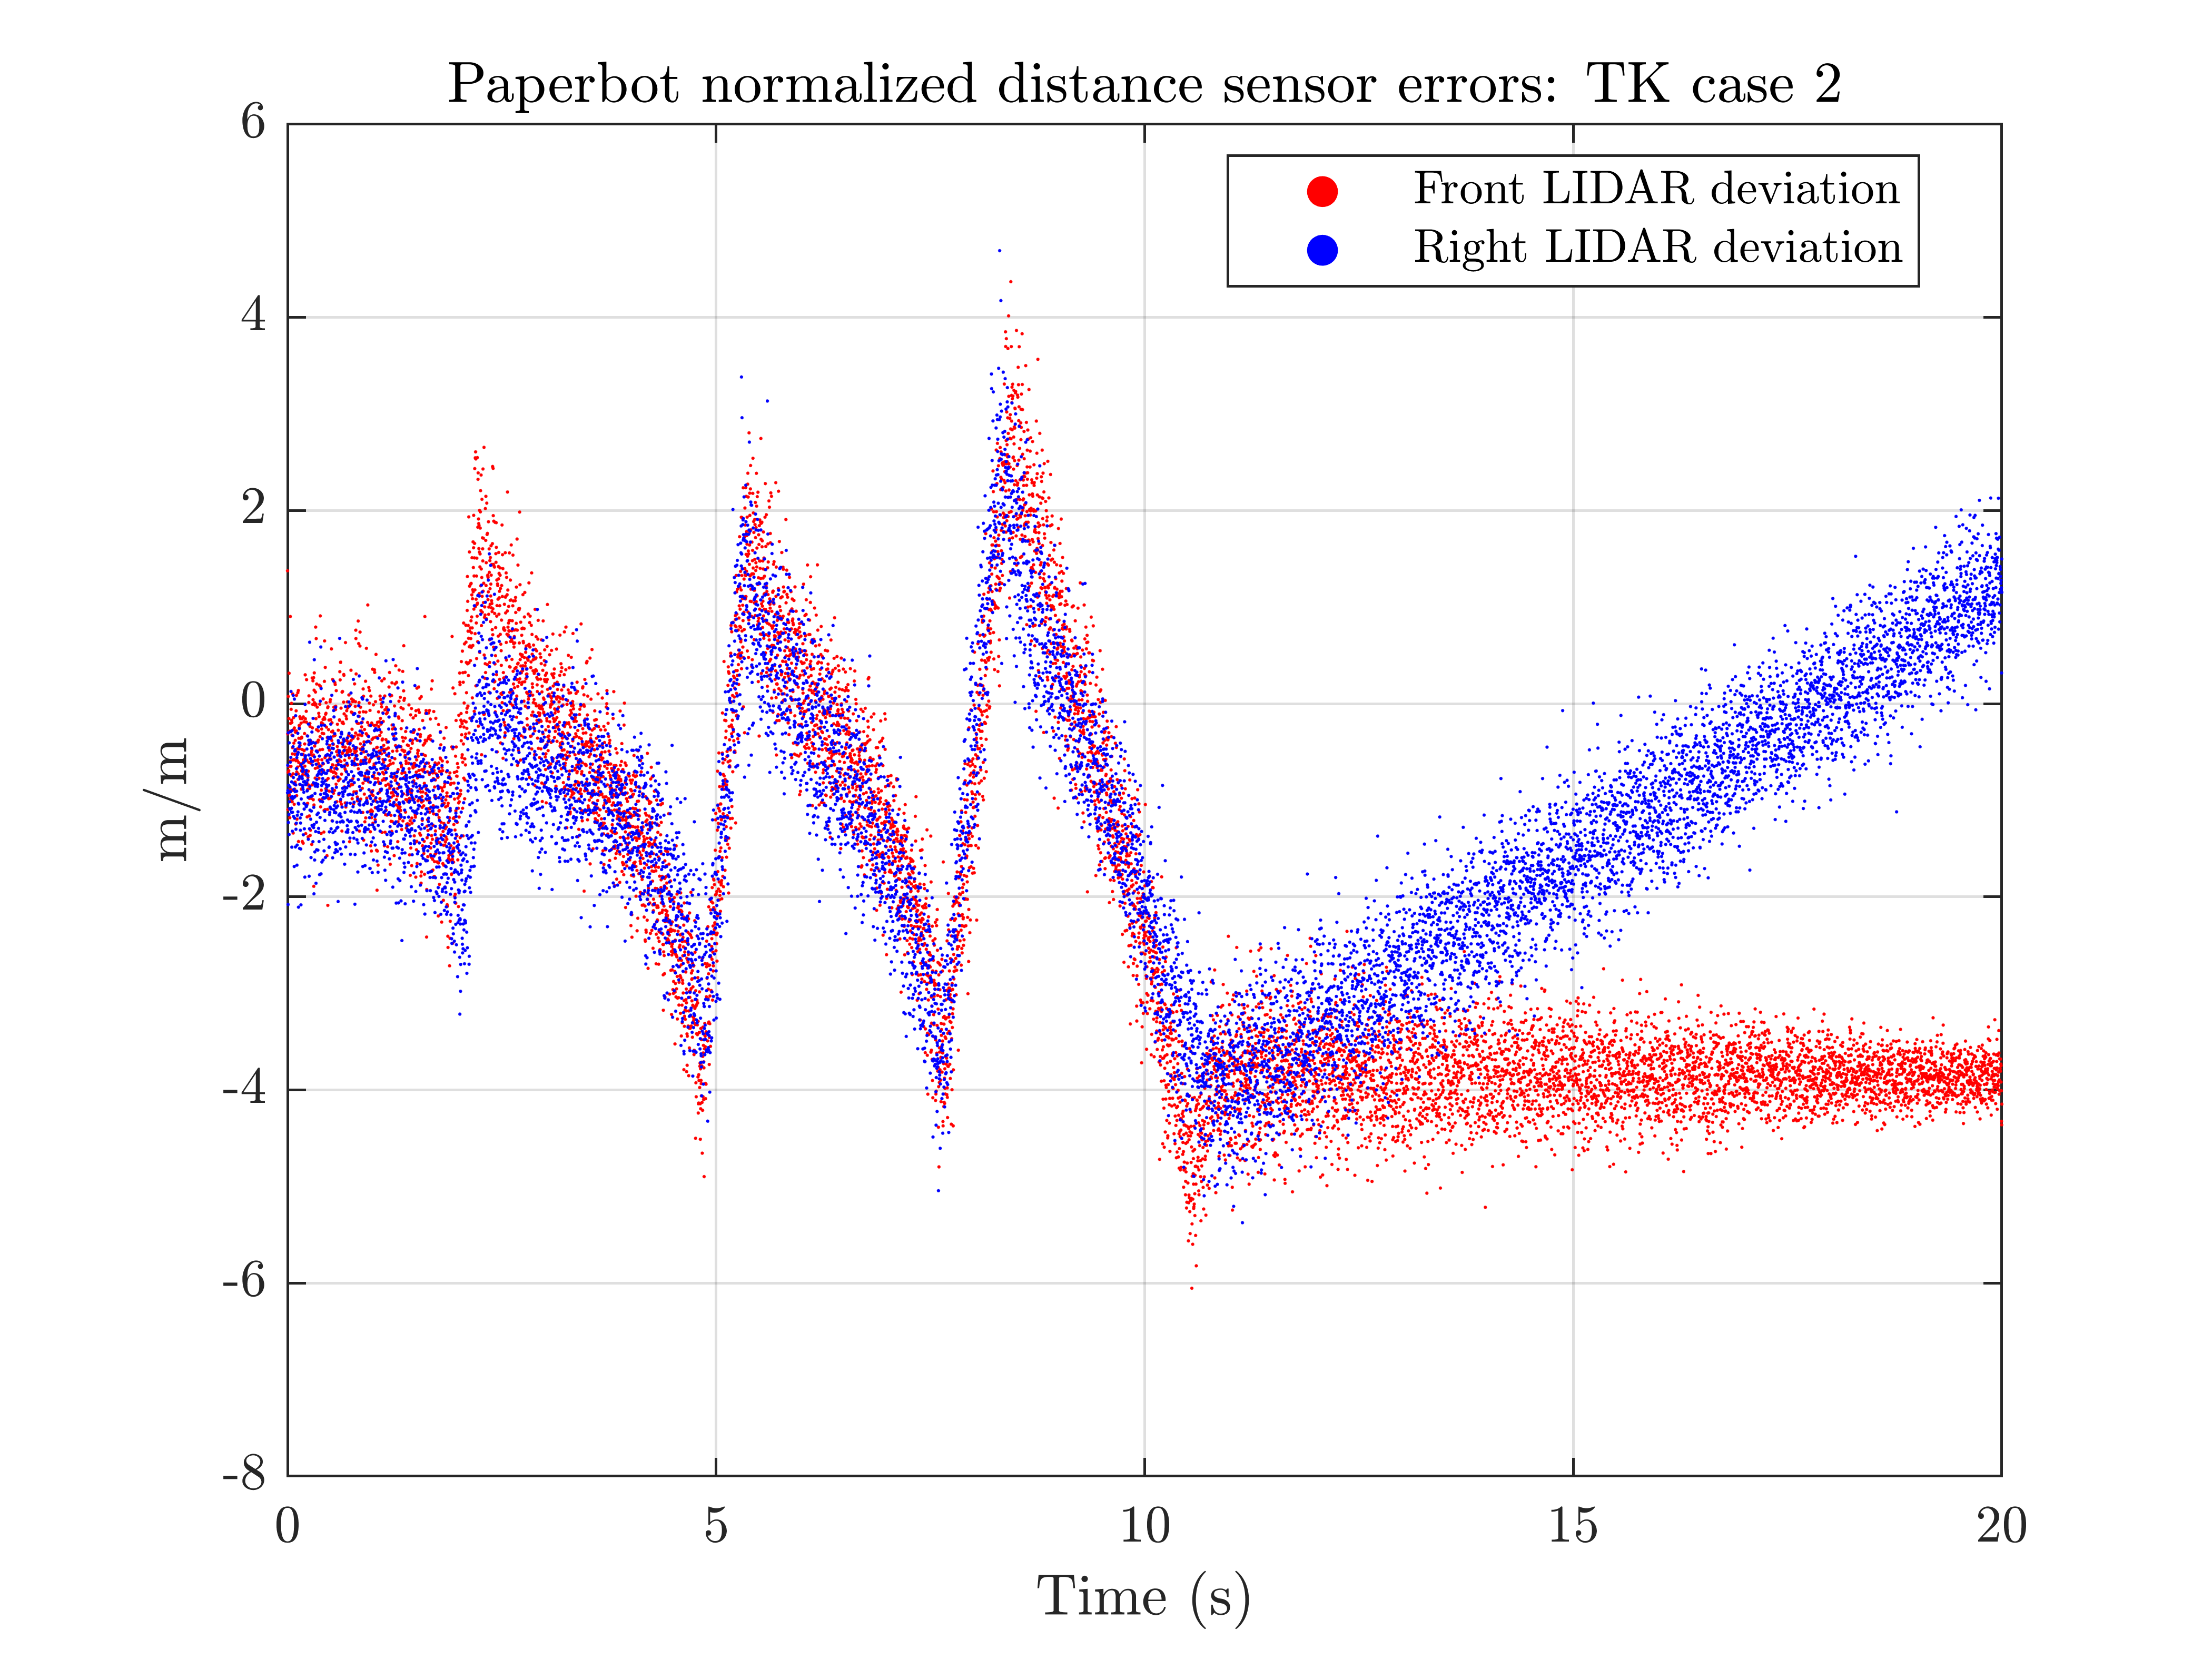 Paperbot normalized distance sensor errors: TK case 2
6
4
2
0
-2
-4
-6
-8
m/m
Front LIDAR deviation
Right LIDAR deviation
0 5 10 15 20
Time (s)